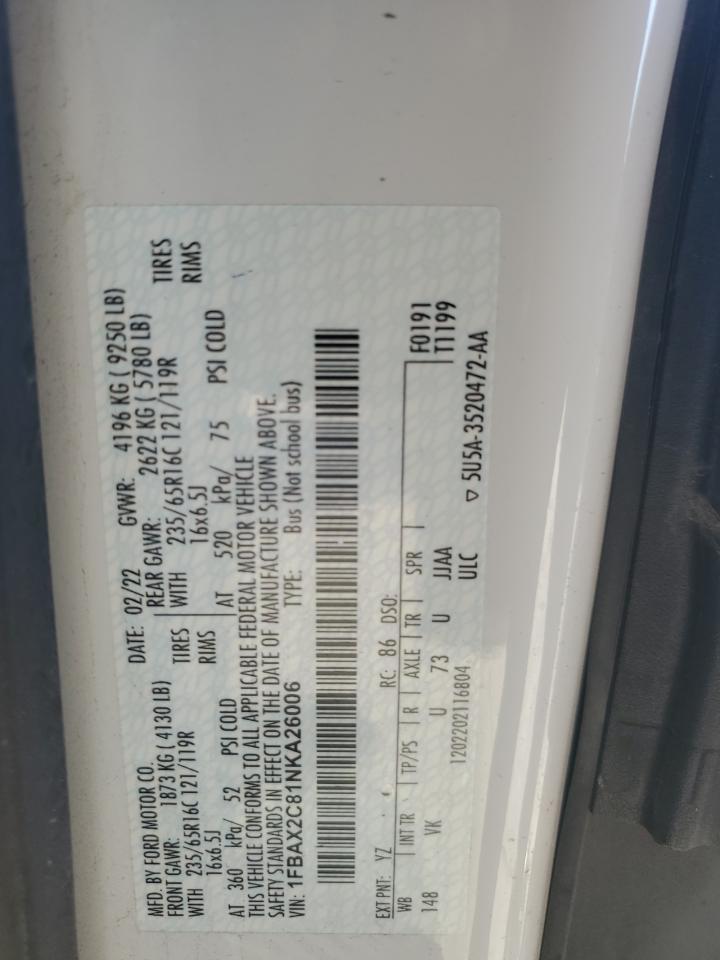 MFD. BY FORD MOTOR CO. DATE: 02/22 GVWR: 4196 KG ( 9250 LB)
FRONT GAWR: 1873 KG ( 4130 LB) REAR GAWR: 2622 KG ( 5780 LB)
WITH 235/65R16C 121/119R TIRES WITH 235/65R16C 121/119R TIRES
16x6.5J RIMS 16x6.5J RIMS
AT 360 kPa/ 52 PSI COLD AT 520 kPa/ 75 PSI COLD
THIS VEHICLE CONFORMS TO ALL APPLICABLE FEDERAL MOTOR VEHICLE
SAFETY STANDARDS IN EFFECT ON THE DATE OF MANUFACTURE SHOWN ABOVE.
VIN: 1FBAX2C81NKA26006 TYPE: Bus (Not school bus)
EXT PNT: YZ RC: 86 DSO:
WB INT TR TP/PS R AXLE TR SPR F0191
148 VK U 73 U JJAA T1199
1202202116804 ULC ▽ 5U5A-3520472-AA